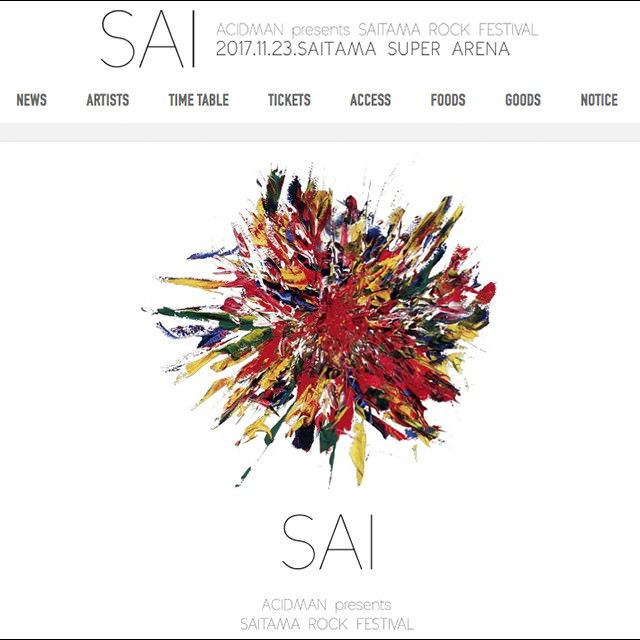 SAI
ACIDMAN presents SAITAMA ROCK FESTIVAL
2017.11.23.SAITAMA SUPER ARENA
NEWS ARTISTS TIME TABLE TICKETS ACCESS FOODS GOODS NOTICE
SAI
ACIDMAN presents
SAITAMA ROCK FESTIVAL